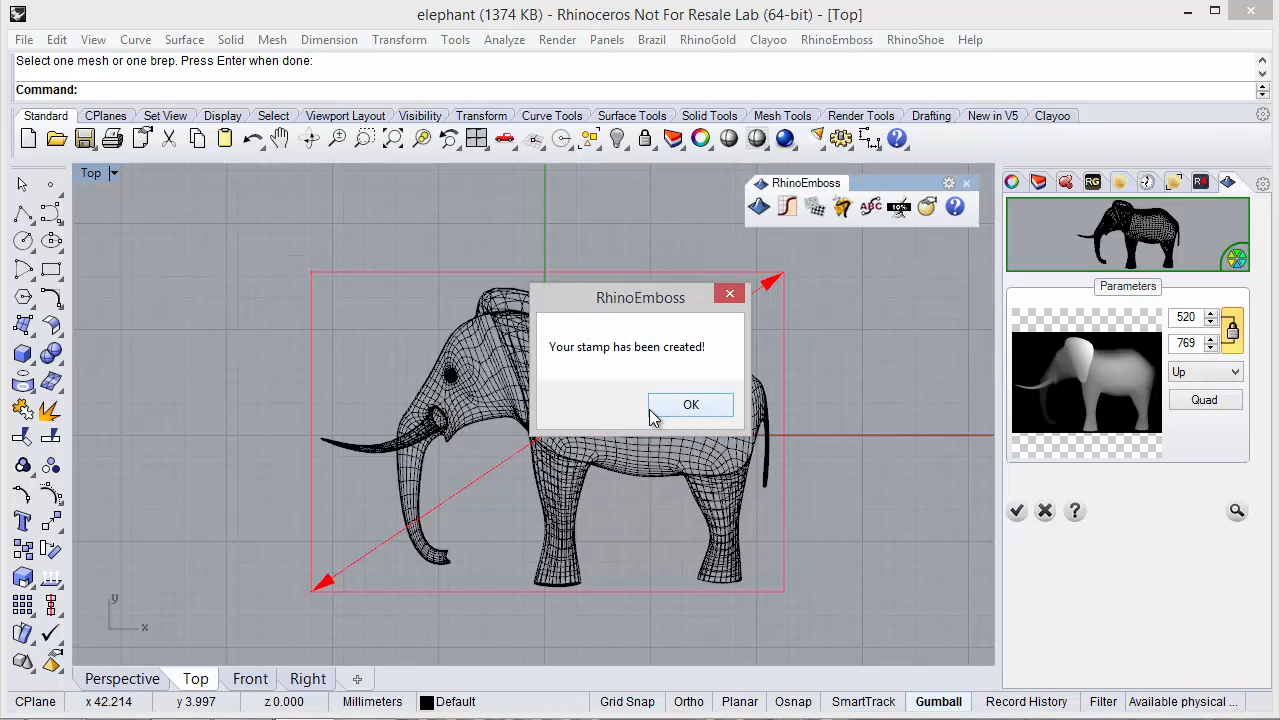 elephant (1374 KB) - Rhinoceros Not For Resale Lab (64-bit) - [Top]
File Edit View Curve Surface Solid Mesh Dimension Transform Tools Analyze Render Panels Brazil RhinoGold Clayoo RhinoEmboss RhinoShoe Help
Select one mesh or one brep. Press Enter when done:
Command:
Standard CPlanes Set View Display Select Viewport Layout Visibility Transform Curve Tools Surface Tools Solid Tools Mesh Tools Render Tools Drafting New in V5 Clayoo
Top
RhinoEmboss
RG
ABC
10%
Parameters
520
769
Up
Quad
RhinoEmboss
Your stamp has been created!
OK
y
x
Perspective Top Front Right
CPlane x 42.214 y 3.997 z 0.000 Millimeters Default Grid Snap Ortho Planar Osnap SmartTrack Gumball Record History Filter Available physical ...